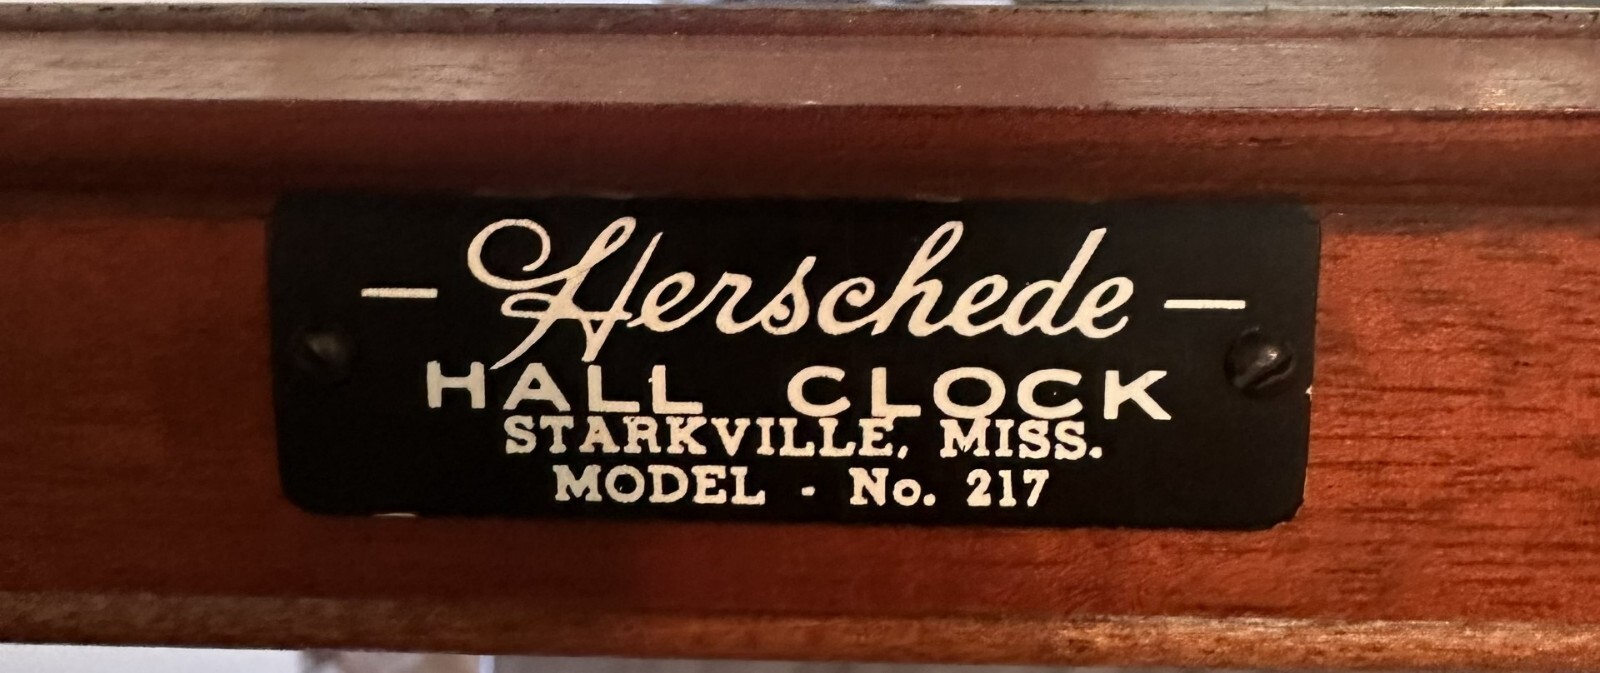 — Herschede —
HALL CLOCK
STARKVILLE, MISS.
MODEL - No. 217